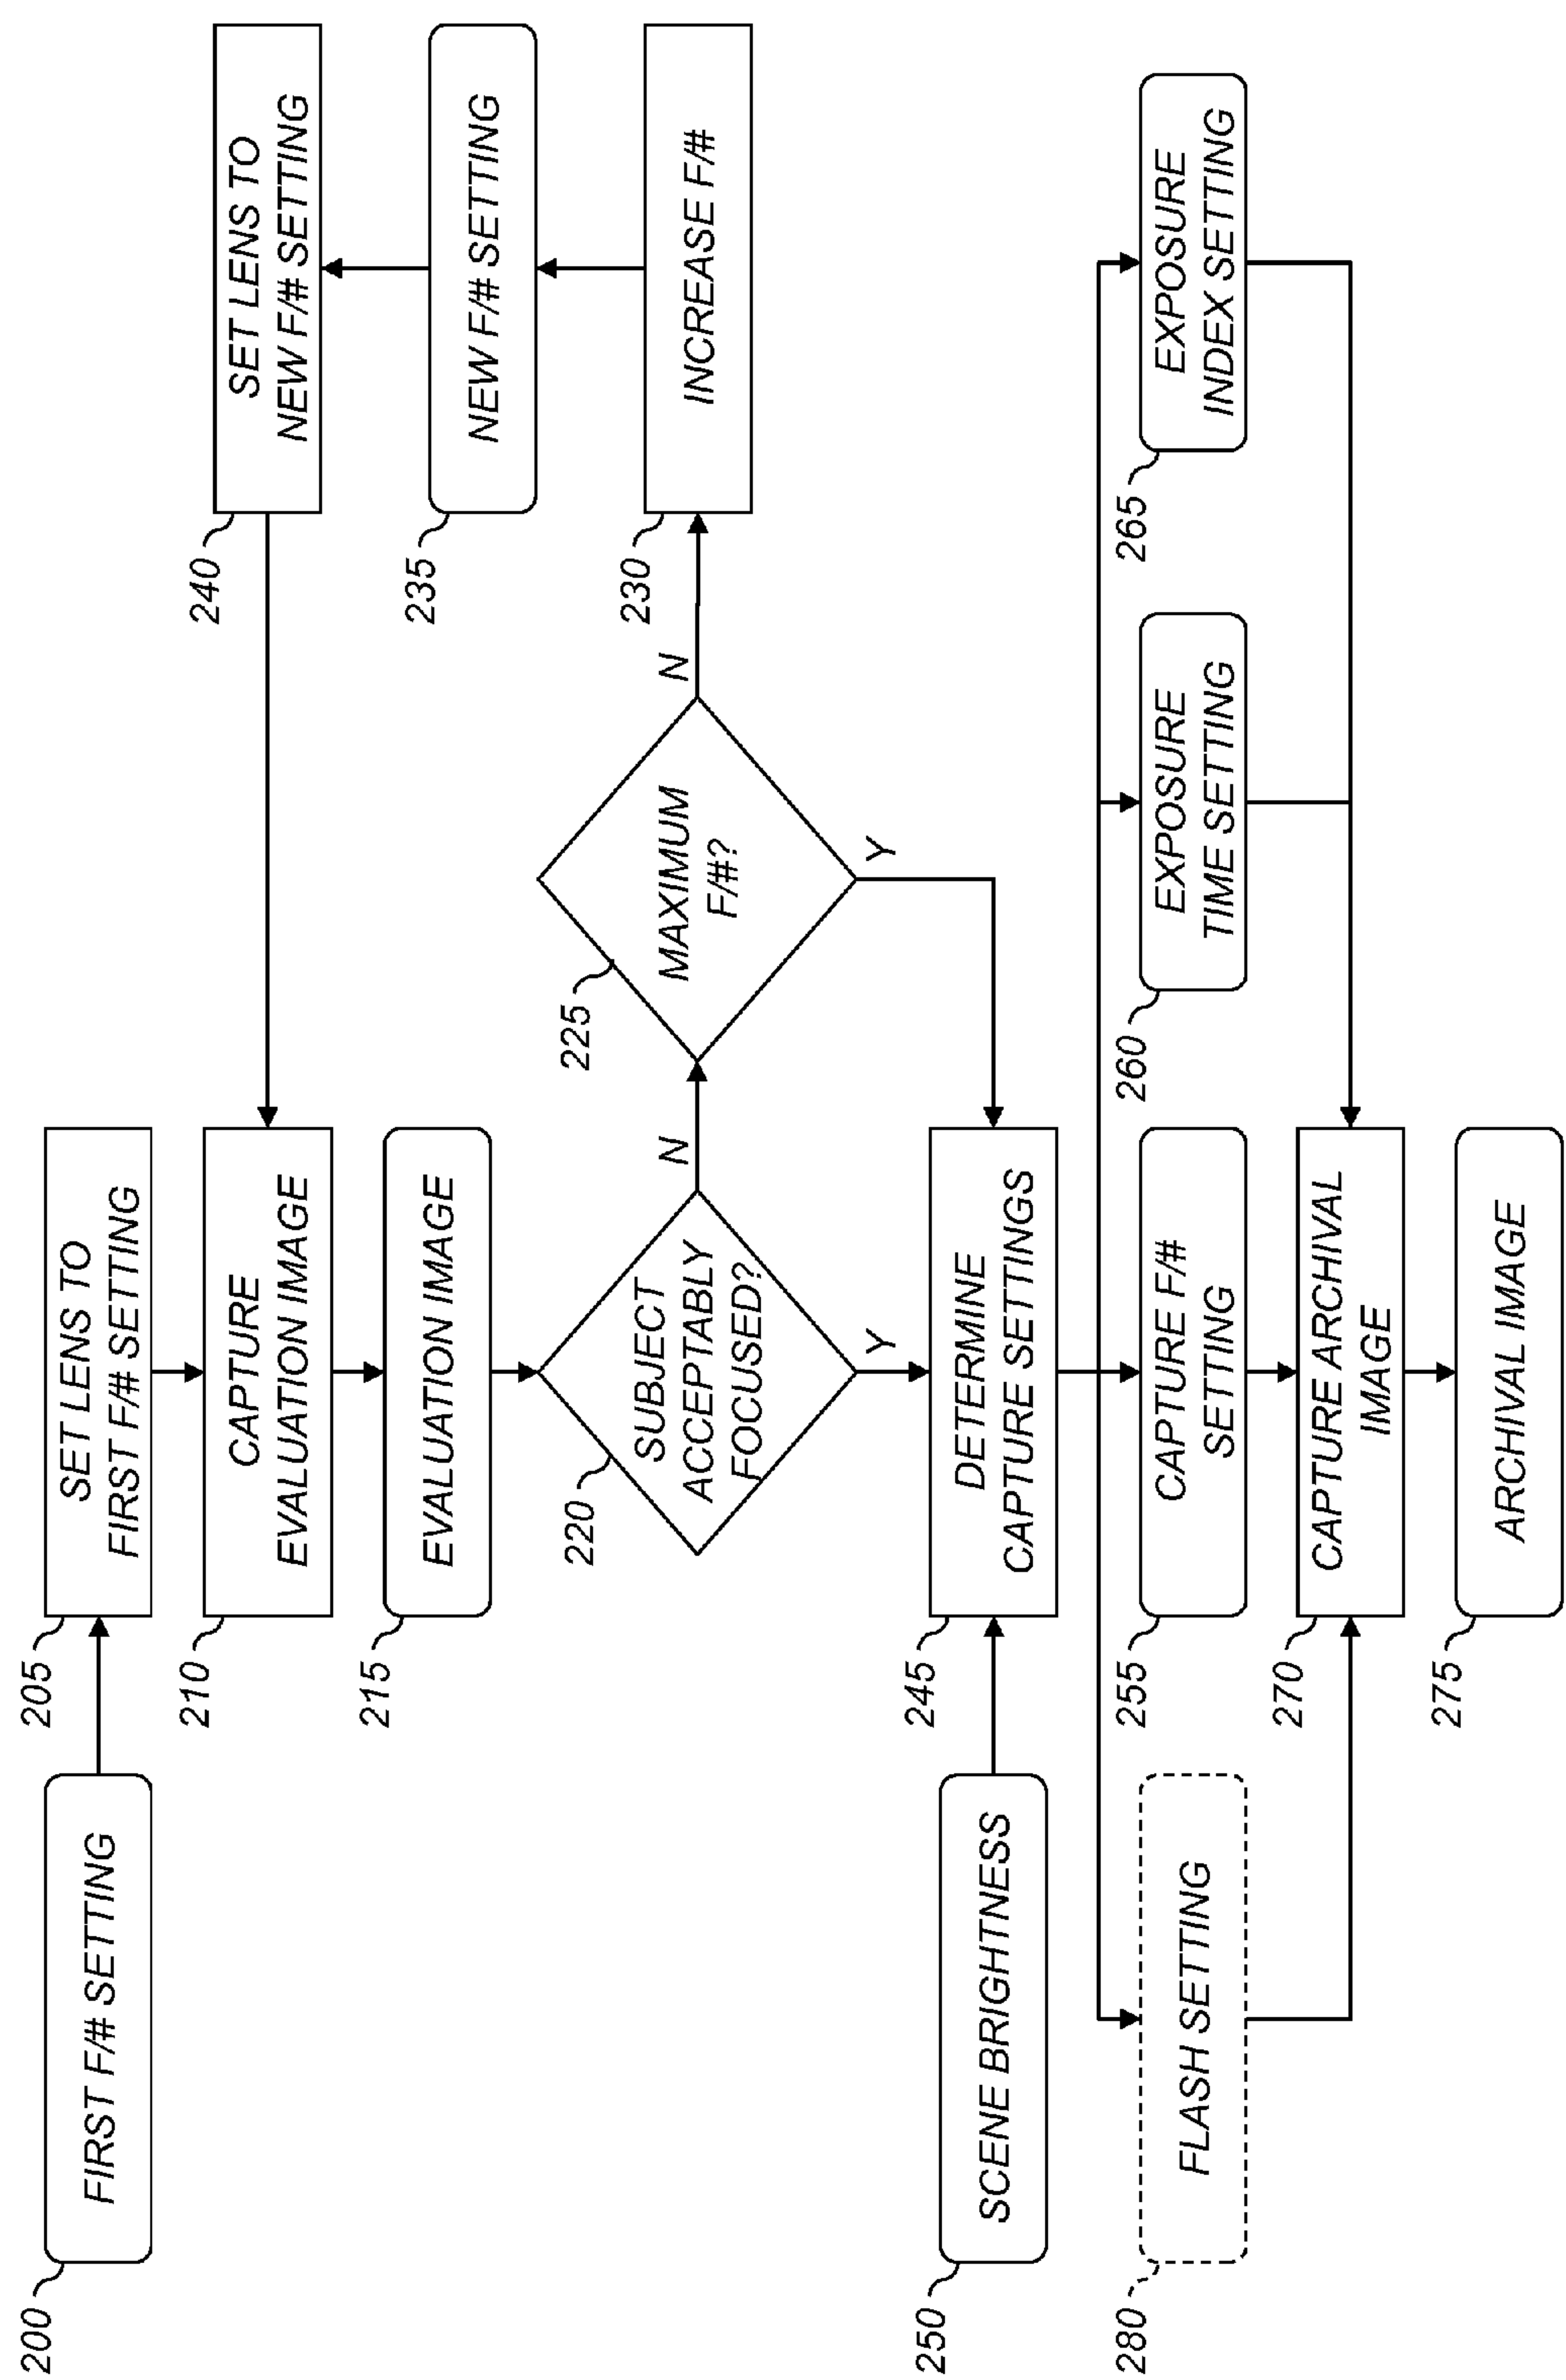 200
FIRST F/# SETTING
205
SET LENS TO
FIRST F/# SETTING
210
CAPTURE
EVALUATION IMAGE
240
SET LENS TO
NEW F/# SETTING
215
EVALUATION IMAGE
235
NEW F/# SETTING
220
SUBJECT
ACCEPTABLY
FOCUSED?
N
Y
225
MAXIMUM
F/#?
N
Y
230
INCREASE F/#
250
SCENE BRIGHTNESS
245
DETERMINE
CAPTURE SETTINGS
280
FLASH SETTING
255
CAPTURE F/#
SETTING
260
EXPOSURE
TIME SETTING
265
EXPOSURE
INDEX SETTING
270
CAPTURE ARCHIVAL
IMAGE
275
ARCHIVAL IMAGE